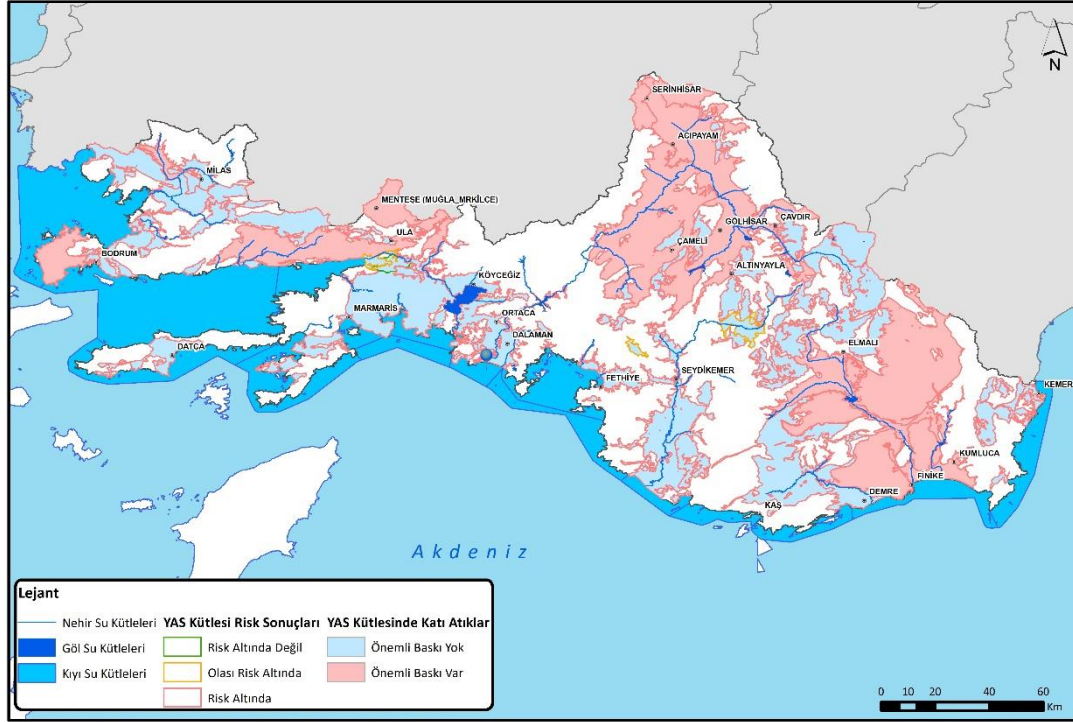 N
SERİNHİSAR
ACIPAYAM
MİLAS
MENTEŞE (MUĞLA_MRKİLCE)
GÖLHİSAR
ÇAVDIR
ULA
ÇAMELİ
BODRUM
ALTINYAYLA
KÖYCEĞİZ
MARMARİS
ORTACA
DALAMAN
ELMALI
DATÇA
FETHİYE
SEYDİKEMER
KEMER
KUMLUCA
FİNİKE
DEMRE
KAŞ
Akdeniz
Lejant
Nehir Su Kütleleri YAS Kütlesi Risk Sonuçları YAS Kütlesinde Katı Atıklar
Göl Su Kütleleri Risk Altında Değil Önemli Baskı Yok
Kıyı Su Kütleleri Olası Risk Altında Önemli Baskı Var
Risk Altında
0 10 20 40 60
Km